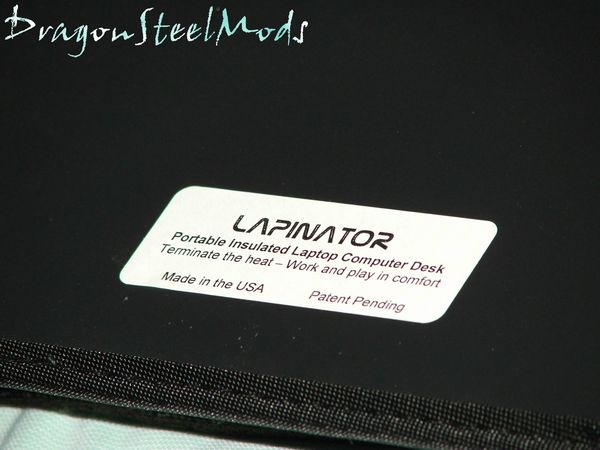 DragonSteelMods
LAPINATOR
Portable Insulated Laptop Computer Desk
Terminate the heat – Work and play in comfort
Made in the USA Patent Pending